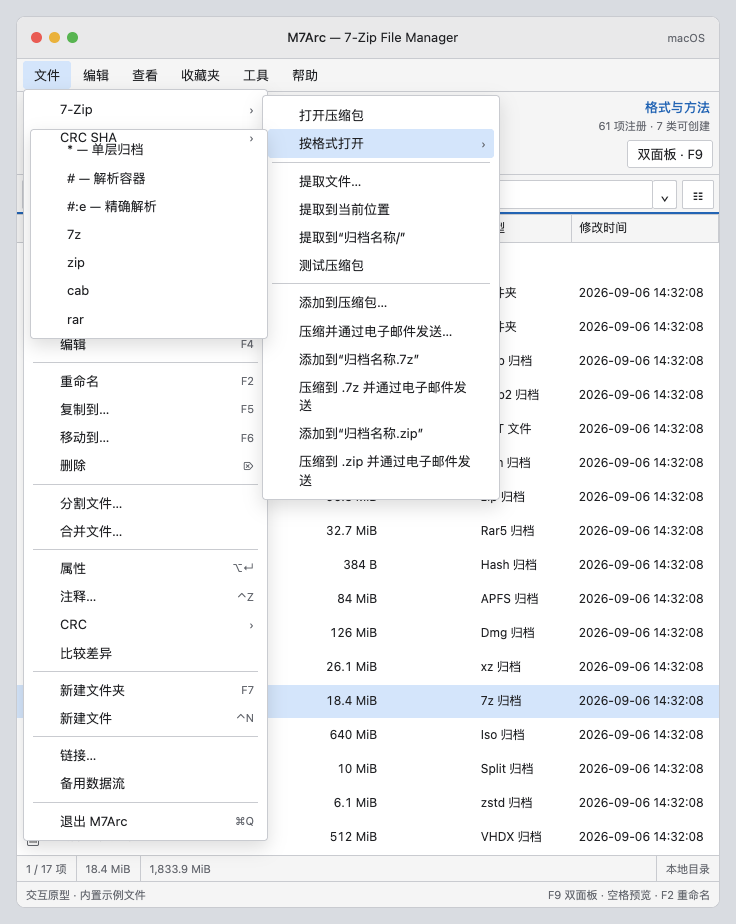 M7Arc — 7-Zip File Manager
macOS
文件 编辑 查看 收藏夹 工具 帮助
格式与方法
61 项注册 · 7 类可创建
双面板 · F9
7-Zip ›
CRC SHA ›
* — 单层归档
# — 解析容器
#:e — 精确解析
7z
zip
cab
rar
编辑 F4
重命名 F2
复制到… F5
移动到… F6
删除 ⌦
分割文件…
合并文件…
属性 ⌥↩
注释… ^Z
CRC ›
比较差异
新建文件夹 F7
新建文件 ^N
链接…
备用数据流
退出 M7Arc ⌘Q
打开压缩包
按格式打开 ›
提取文件…
提取到当前位置
提取到“归档名称/”
测试压缩包
添加到压缩包…
压缩并通过电子邮件发送…
添加到“归档名称.7z”
压缩到 .7z 并通过电子邮件发
送
添加到“归档名称.zip”
压缩到 .zip 并通过电子邮件发
送
修改时间
2026-09-06 14:32:08
2026-09-06 14:32:08
归档 2026-09-06 14:32:08
归档 2026-09-06 14:32:08
文件 2026-09-06 14:32:08
归档 2026-09-06 14:32:08
归档 2026-09-06 14:32:08
32.7 MiB Rar5 归档 2026-09-06 14:32:08
384 B Hash 归档 2026-09-06 14:32:08
84 MiB APFS 归档 2026-09-06 14:32:08
126 MiB Dmg 归档 2026-09-06 14:32:08
26.1 MiB xz 归档 2026-09-06 14:32:08
18.4 MiB 7z 归档 2026-09-06 14:32:08
640 MiB Iso 归档 2026-09-06 14:32:08
10 MiB Split 归档 2026-09-06 14:32:08
6.1 MiB zstd 归档 2026-09-06 14:32:08
512 MiB VHDX 归档 2026-09-06 14:32:08
1 / 17 项 18.4 MiB 1,833.9 MiB 本地目录
交互原型 · 内置示例文件 F9 双面板 · 空格预览 · F2 重命名